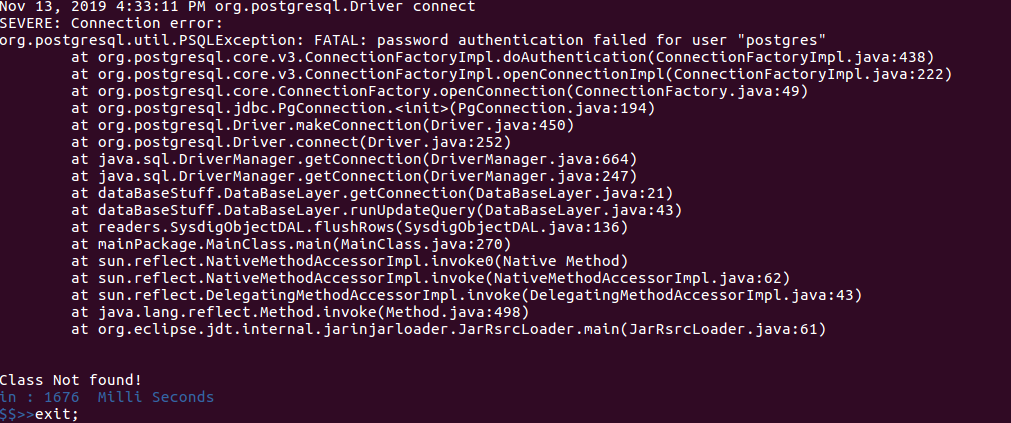 Nov 13, 2019 4:33:11 PM org.postgresql.Driver connect
SEVERE: Connection error:
org.postgresql.util.PSQLException: FATAL: password authentication failed for user "postgres"
at org.postgresql.core.v3.ConnectionFactoryImpl.doAuthentication(ConnectionFactoryImpl.java:438)
at org.postgresql.core.v3.ConnectionFactoryImpl.openConnectionImpl(ConnectionFactoryImpl.java:222)
at org.postgresql.core.ConnectionFactory.openConnection(ConnectionFactory.java:49)
at org.postgresql.jdbc.PgConnection.<init>(PgConnection.java:194)
at org.postgresql.Driver.makeConnection(Driver.java:450)
at org.postgresql.Driver.connect(Driver.java:252)
at java.sql.DriverManager.getConnection(DriverManager.java:664)
at java.sql.DriverManager.getConnection(DriverManager.java:247)
at dataBaseStuff.DataBaseLayer.getConnection(DataBaseLayer.java:21)
at dataBaseStuff.DataBaseLayer.runUpdateQuery(DataBaseLayer.java:43)
at readers.SysdigObjectDAL.flushRows(SysdigObjectDAL.java:136)
at mainPackage.MainClass.main(MainClass.java:270)
at sun.reflect.NativeMethodAccessorImpl.invoke0(Native Method)
at sun.reflect.NativeMethodAccessorImpl.invoke(NativeMethodAccessorImpl.java:62)
at sun.reflect.DelegatingMethodAccessorImpl.invoke(DelegatingMethodAccessorImpl.java:43)
at java.lang.reflect.Method.invoke(Method.java:498)
at org.eclipse.jdt.internal.jarinjarloader.JarRsrcLoader.main(JarRsrcLoader.java:61)
Class Not found!
in : 1676  Milli Seconds
$$>>exit;